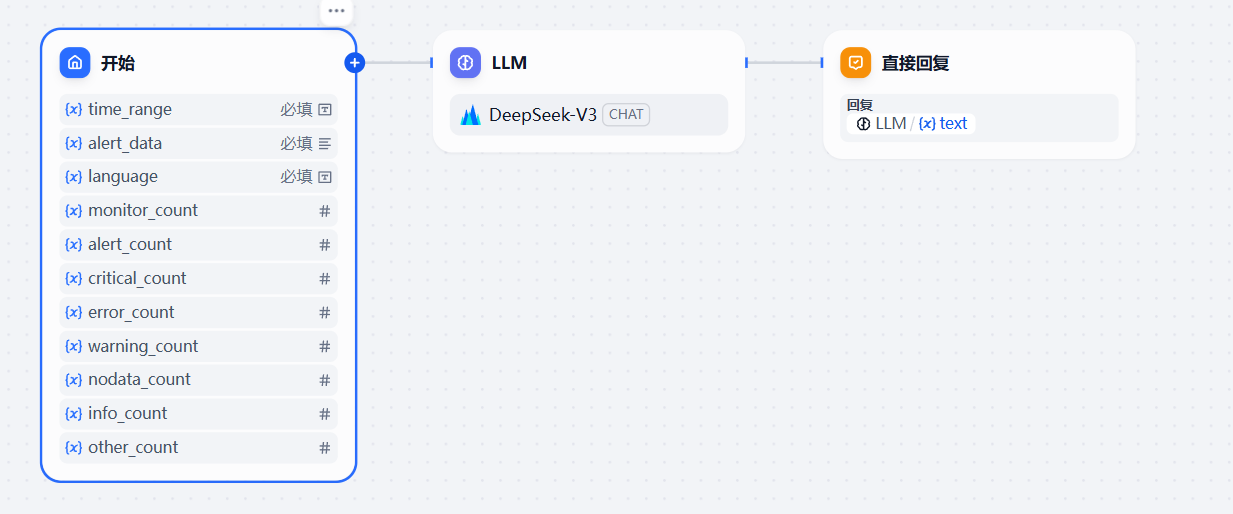 开始
time_range 必填
alert_data 必填
language 必填
monitor_count #
alert_count #
critical_count #
error_count #
warning_count #
nodata_count #
info_count #
other_count #
LLM
DeepSeek-V3 CHAT
直接回复
回复
LLM / {x} text